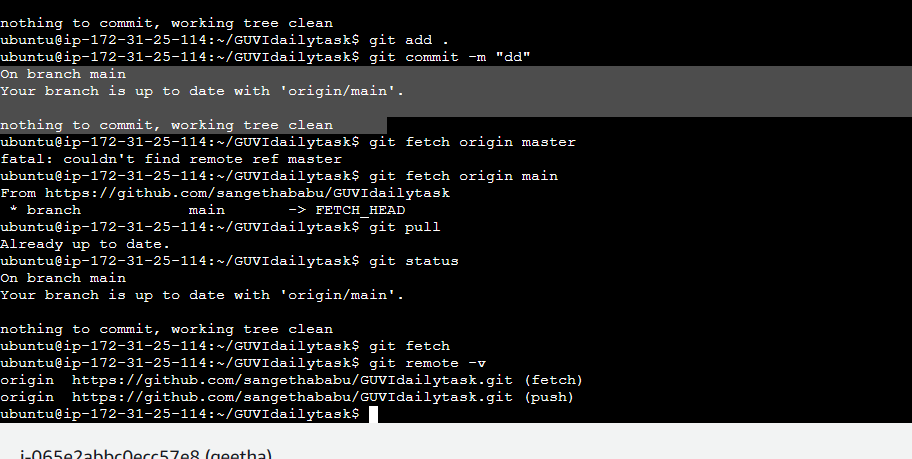 nothing to commit, working tree clean
ubuntu@ip-172-31-25-114:~/GUVIdailytask$ git add .
ubuntu@ip-172-31-25-114:~/GUVIdailytask$ git commit -m "dd"
On branch main
Your branch is up to date with 'origin/main'.
nothing to commit, working tree clean
ubuntu@ip-172-31-25-114:~/GUVIdailytask$ git fetch origin master
fatal: couldn't find remote ref master
ubuntu@ip-172-31-25-114:~/GUVIdailytask$ git fetch origin main
From https://github.com/sangethababu/GUVIdailytask
 * branch            main       -> FETCH_HEAD
ubuntu@ip-172-31-25-114:~/GUVIdailytask$ git pull
Already up to date.
ubuntu@ip-172-31-25-114:~/GUVIdailytask$ git status
On branch main
Your branch is up to date with 'origin/main'.
nothing to commit, working tree clean
ubuntu@ip-172-31-25-114:~/GUVIdailytask$ git fetch
ubuntu@ip-172-31-25-114:~/GUVIdailytask$ git remote -v
origin  https://github.com/sangethababu/GUVIdailytask.git (fetch)
origin  https://github.com/sangethababu/GUVIdailytask.git (push)
ubuntu@ip-172-31-25-114:~/GUVIdailytask$
i-065e2abbc0ecc57e8 (geetha)